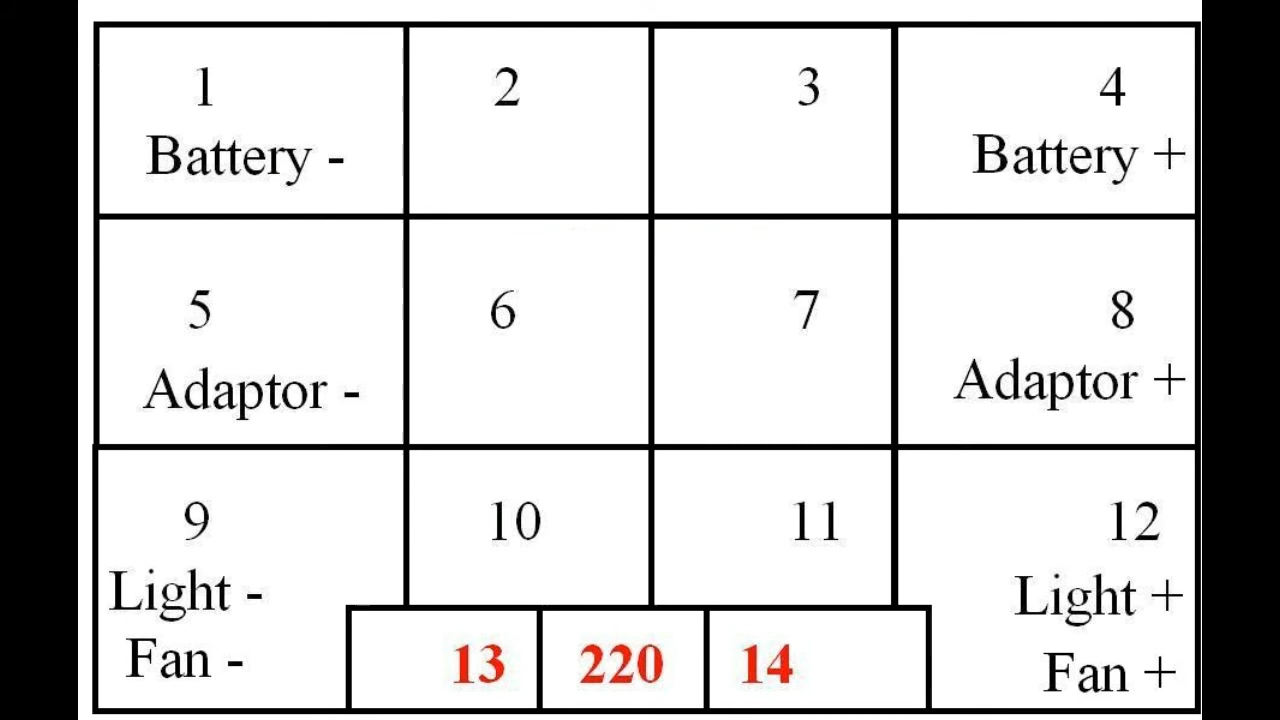 1 2 3 4
Battery - Battery +
5 6 7 8
Adaptor - Adaptor +
9 10 11 12
Light - Light +
Fan - 13 220 14 Fan +